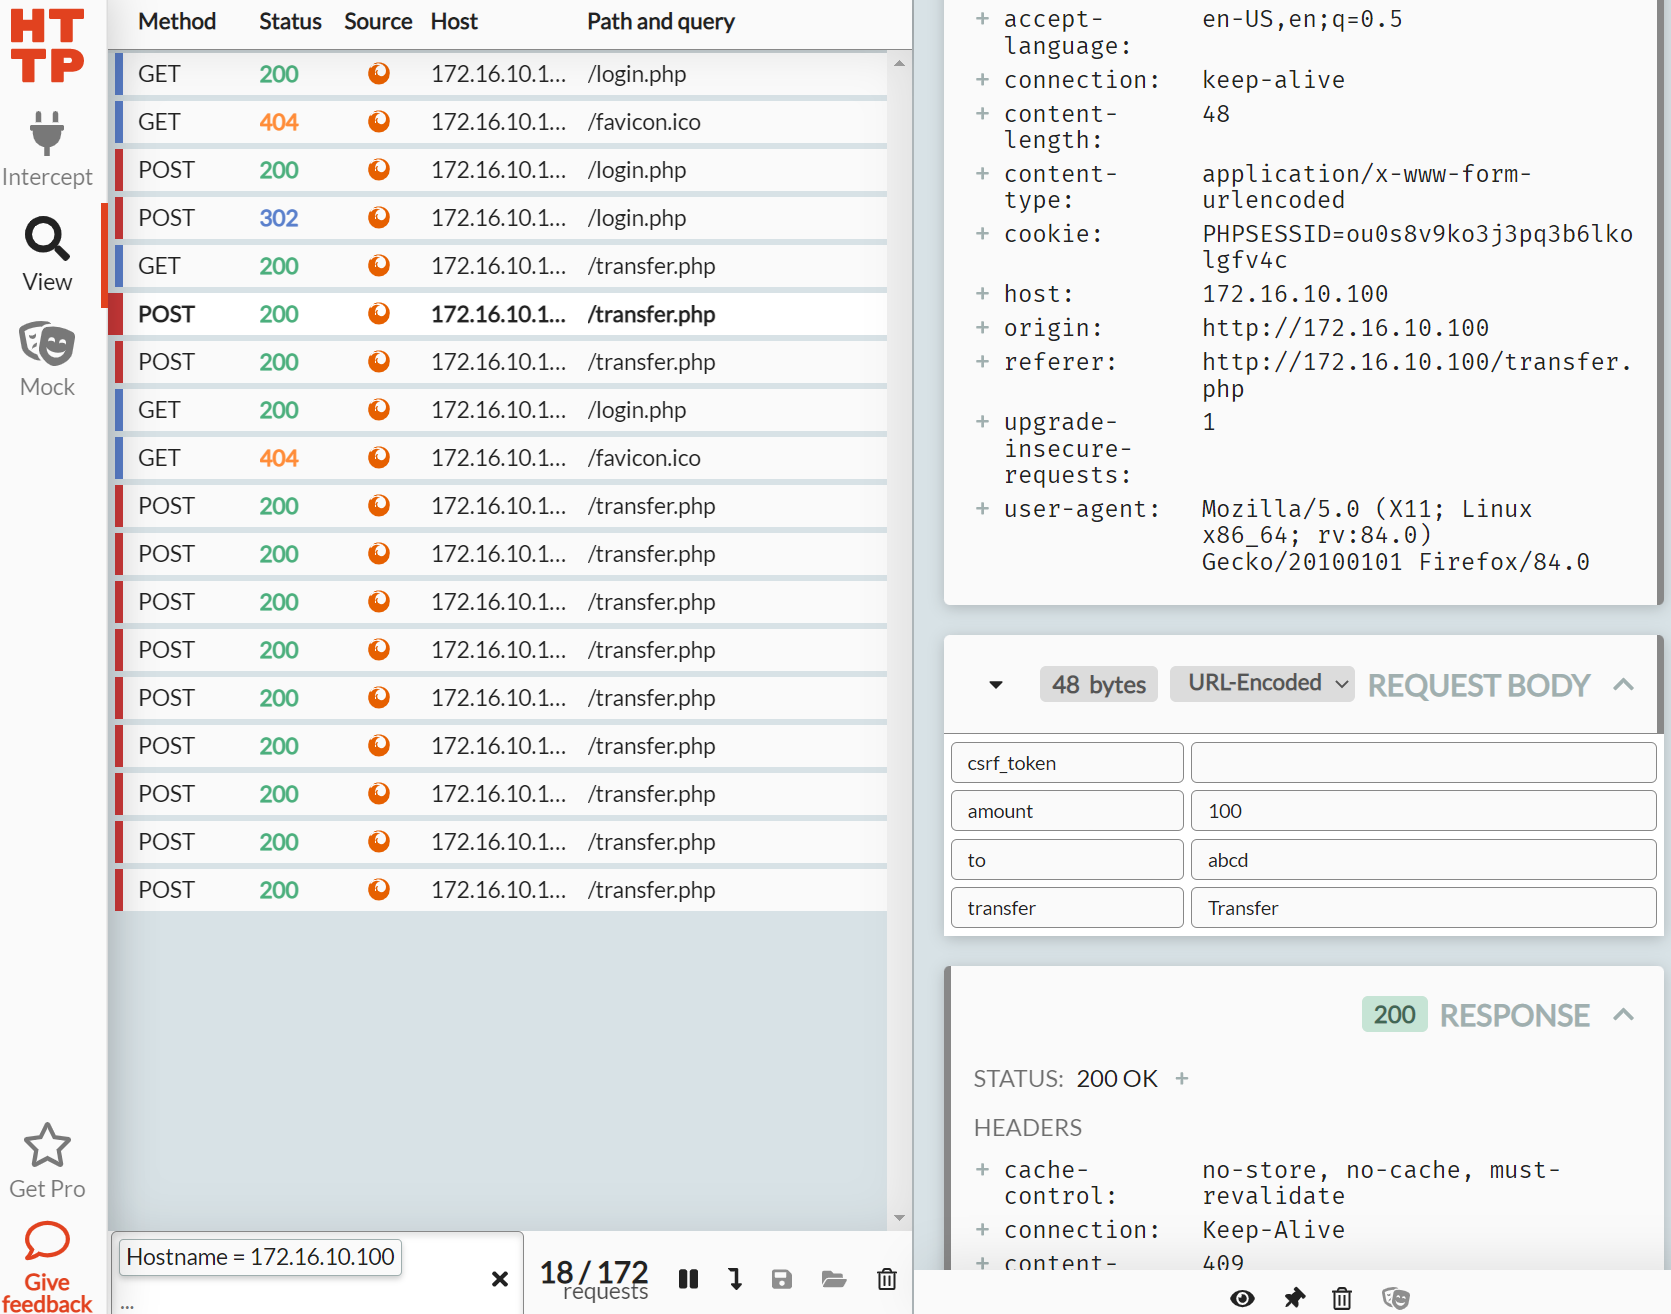 HT
TP
Intercept
View
Mock
Get Pro
Give
feedback
Method Status Source Host Path and query
GET 200 172.16.10.1... /login.php
GET 404 172.16.10.1... /favicon.ico
POST 200 172.16.10.1... /login.php
POST 302 172.16.10.1... /login.php
GET 200 172.16.10.1... /transfer.php
POST 200 172.16.10.1... /transfer.php
POST 200 172.16.10.1... /transfer.php
GET 200 172.16.10.1... /login.php
GET 404 172.16.10.1... /favicon.ico
POST 200 172.16.10.1... /transfer.php
POST 200 172.16.10.1... /transfer.php
POST 200 172.16.10.1... /transfer.php
POST 200 172.16.10.1... /transfer.php
POST 200 172.16.10.1... /transfer.php
POST 200 172.16.10.1... /transfer.php
POST 200 172.16.10.1... /transfer.php
POST 200 172.16.10.1... /transfer.php
POST 200 172.16.10.1... /transfer.php
Hostname = 172.16.10.100
...
18 / 172
requests
+ accept- en-US,en;q=0.5
language:
+ connection: keep-alive
+ content- 48
length:
+ content- application/x-www-form-
type: urlencoded
+ cookie: PHPSESSID=ou0s8v9ko3j3pq3b6lko
lgfv4c
+ host: 172.16.10.100
+ origin: http://172.16.10.100
+ referer: http://172.16.10.100/transfer.
php
+ upgrade- 1
insecure-
requests:
+ user-agent: Mozilla/5.0 (X11; Linux
x86_64; rv:84.0)
Gecko/20100101 Firefox/84.0
48 bytes URL-Encoded REQUEST BODY
csrf_token
amount 100
to abcd
transfer Transfer
200 RESPONSE
STATUS: 200 OK +
HEADERS
+ cache- no-store, no-cache, must-
control: revalidate
+ connection: Keep-Alive
+ content- 409